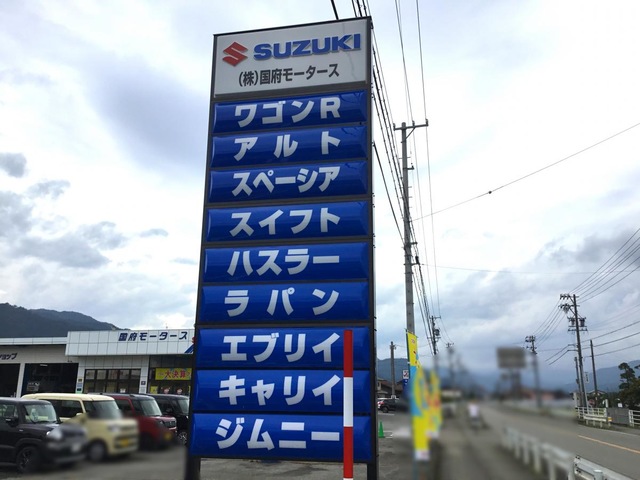 SUZUKI
(株)国府モータース
ワゴンR
アルト
スペーシア
スイフト
ハスラー
ラパン
エブリイ
キャリイ
ジムニー
国府モータース